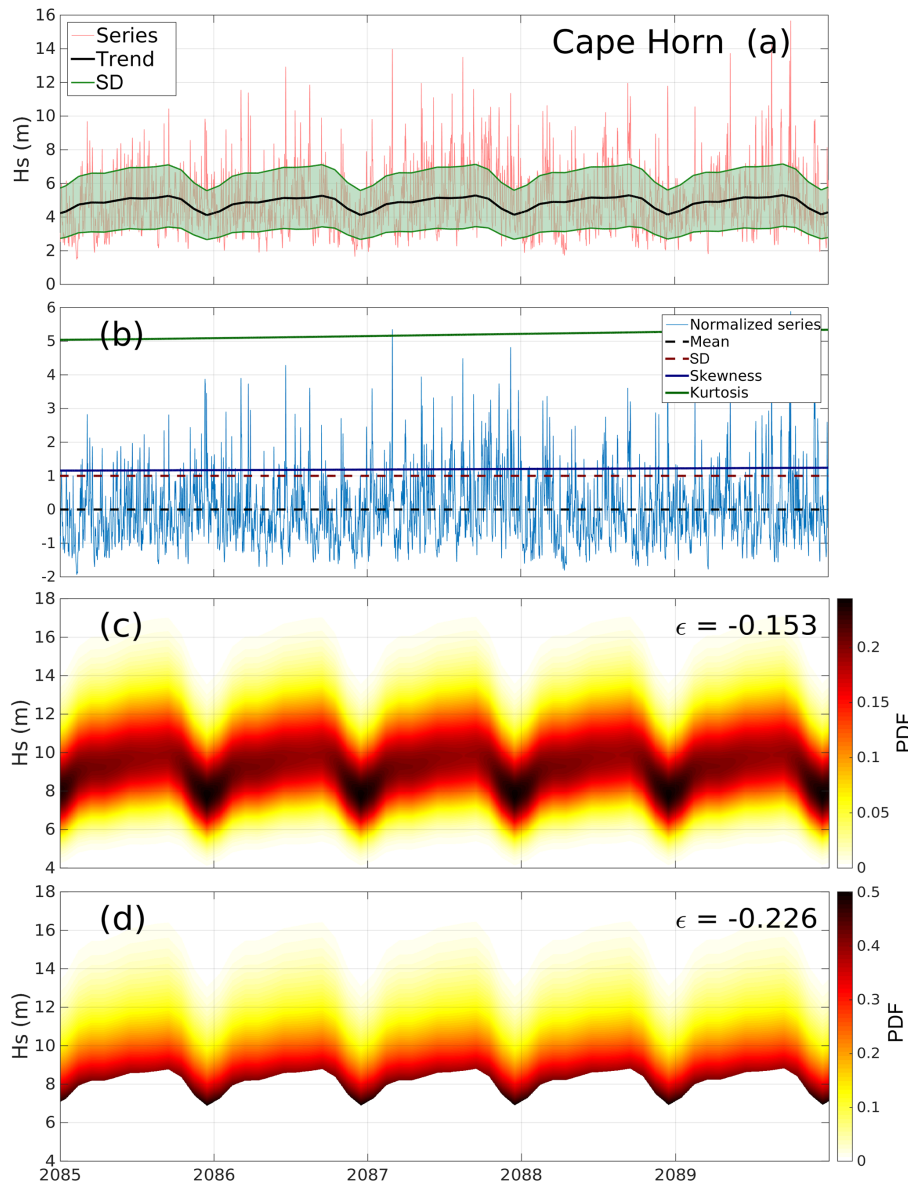 16
14
12
10
8
6
4
2
0
Hs (m)
Series
Trend
SD
Cape Horn (a)
6
5
4
3
2
1
0
-1
-2
(b)
Normalized series
Mean
SD
Skewness
Kurtosis
18
16
14
12
10
8
6
4
Hs (m)
(c)
ϵ = -0.153
0.2
0.15
0.1
0.05
0
PDF
18
16
14
12
10
8
6
4
Hs (m)
(d)
ϵ = -0.226
0.5
0.4
0.3
0.2
0.1
0
PDF
2085 2086 2087 2088 2089